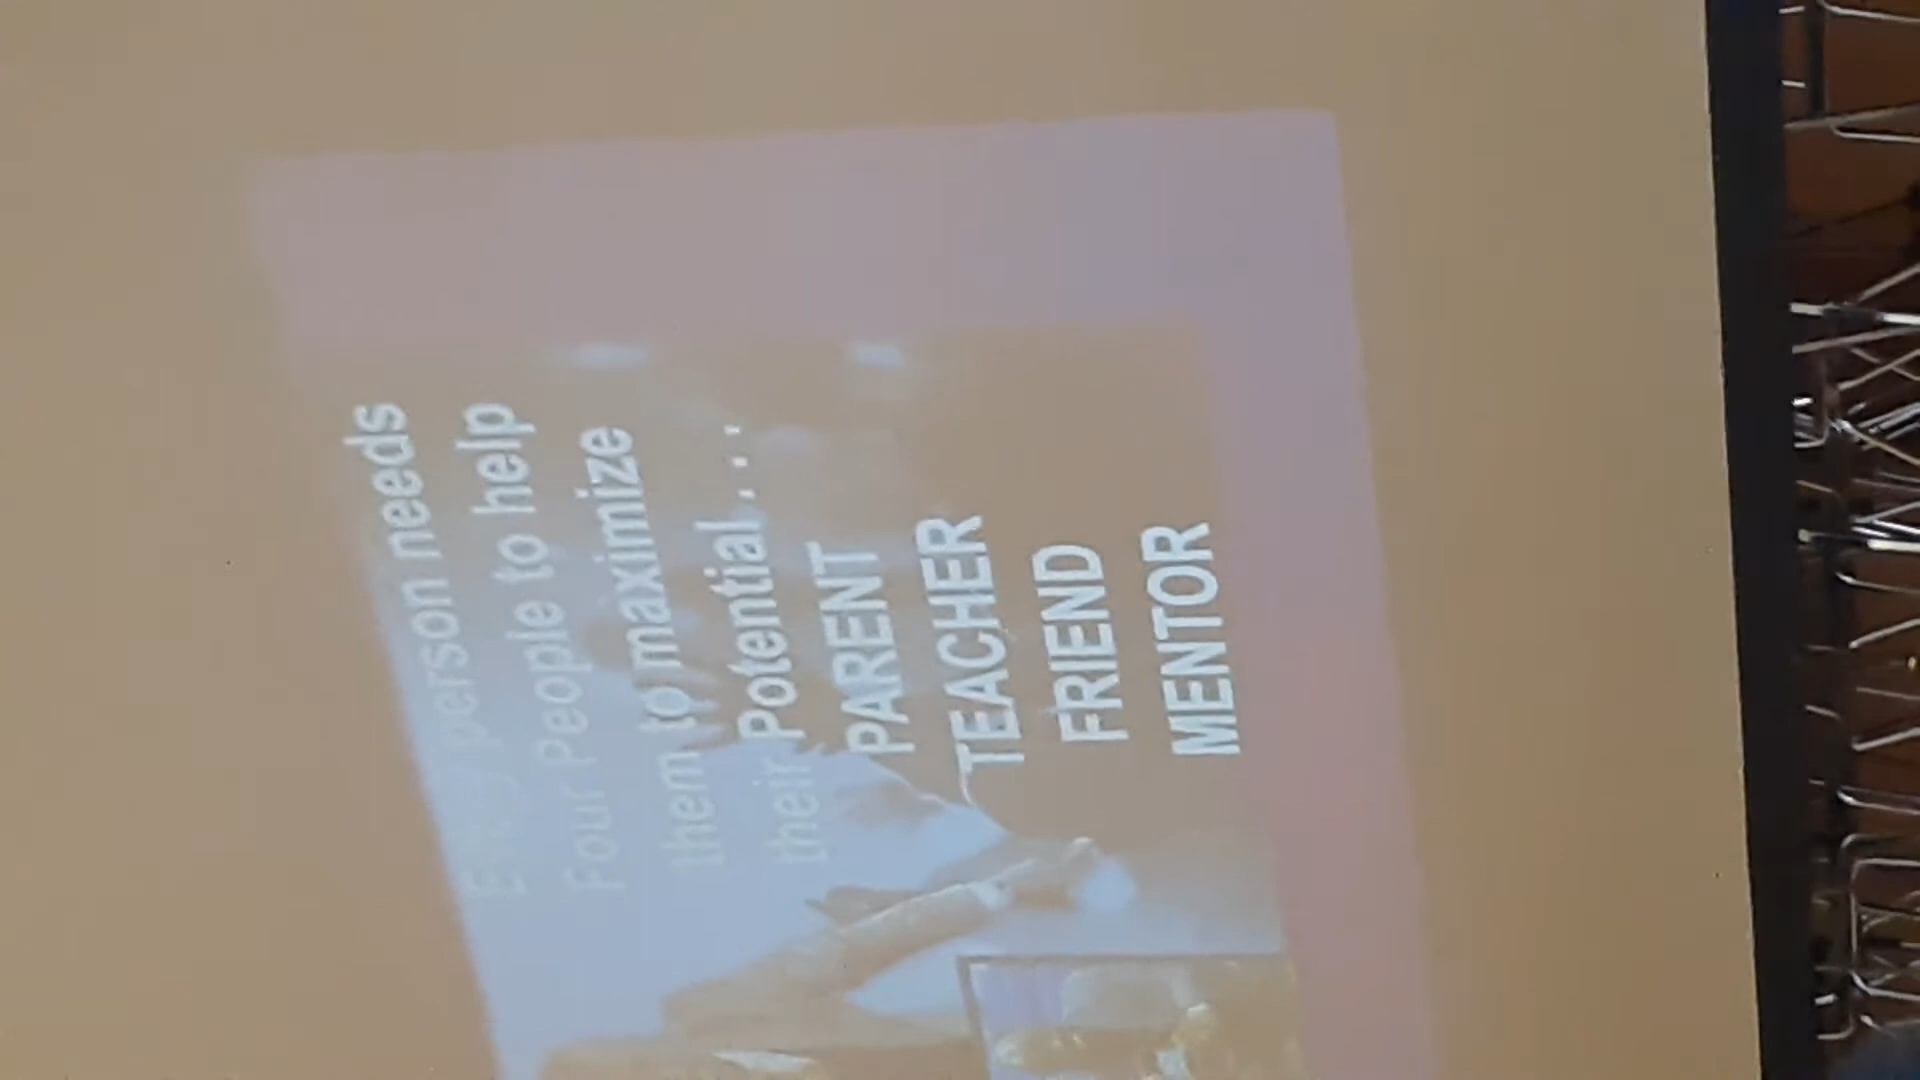 Every person needs
Four People to help
them to maximize
their Potential . . .
PARENT
TEACHER
FRIEND
MENTOR